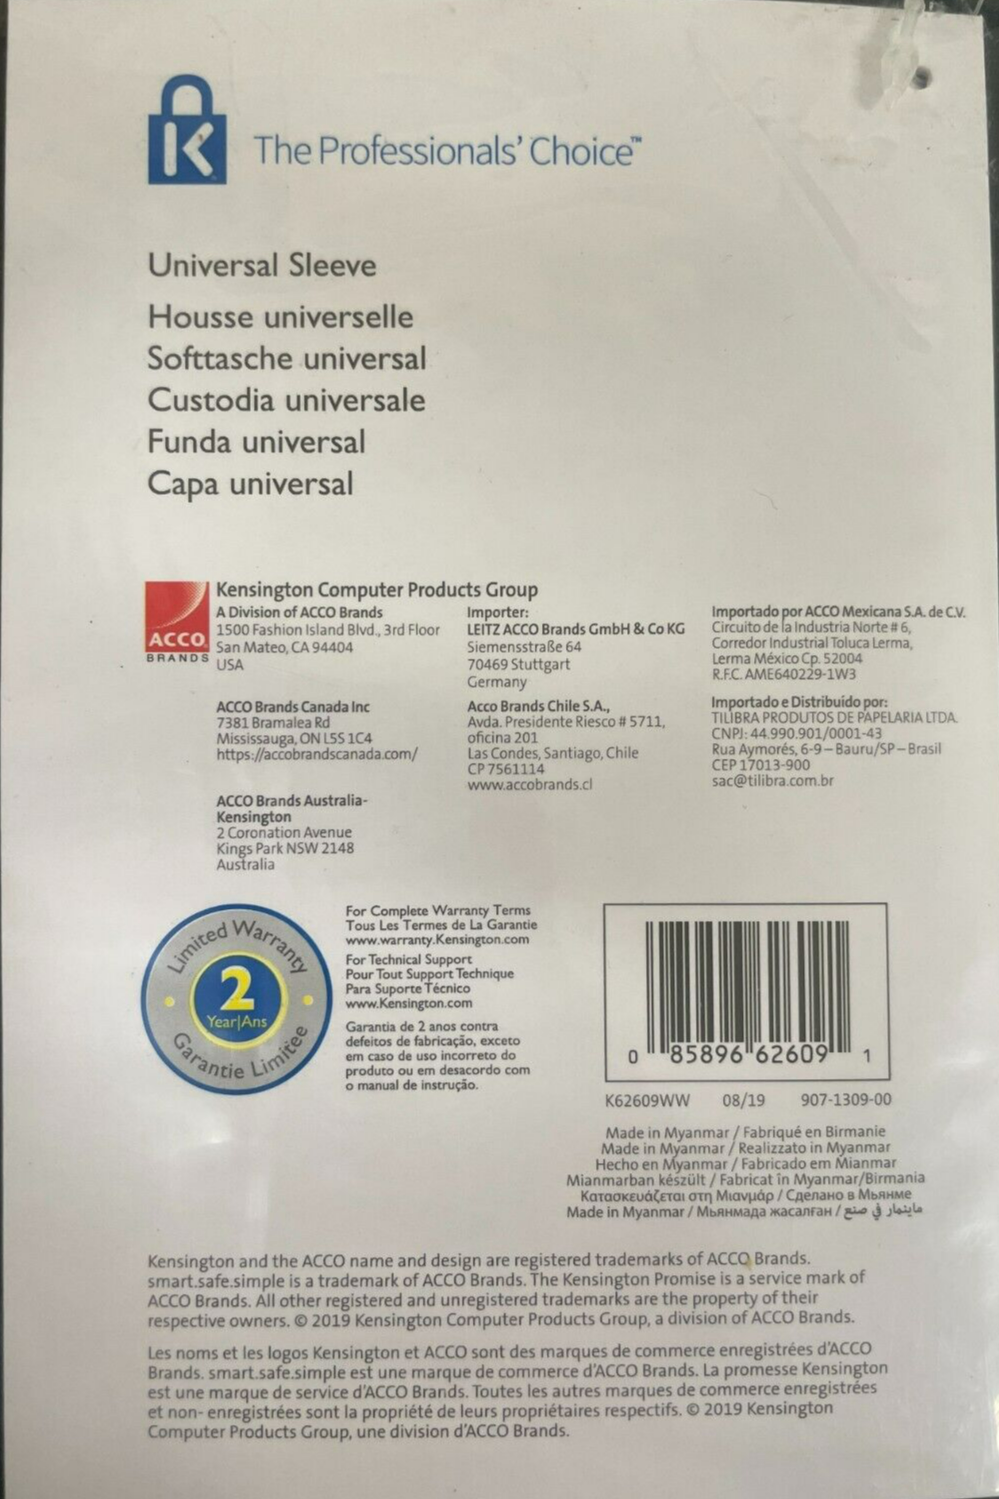 K
The Professionals' Choice™
Universal Sleeve
Housse universelle
Softtasche universal
Custodia universale
Funda universal
Capa universal
ACCO
BRANDS
Kensington Computer Products Group
A Division of ACCO Brands
1500 Fashion Island Blvd., 3rd Floor
San Mateo, CA 94404
USA
Importer:
LEITZ ACCO Brands GmbH & Co KG
Siemensstraße 64
70469 Stuttgart
Germany
Importado por ACCO Mexicana S.A. de C.V.
Circuito de la Industria Norte # 6,
Corredor Industrial Toluca Lerma,
Lerma México Cp. 52004
R.F.C. AME640229-1W3
ACCO Brands Canada Inc
7381 Bramalea Rd
Mississauga, ON L5S 1C4
https://accobrandscanada.com/
Acco Brands Chile S.A.,
Avda. Presidente Riesco # 5711,
oficina 201
Las Condes, Santiago, Chile
CP 7561114
www.accobrands.cl
Importado e Distribuido por:
TILIBRA PRODUTOS DE PAPELARIA LTDA.
CNPJ: 44.990.901/0001-43
Rua Aymorés, 6-9 – Bauru/SP – Brasil
CEP 17013-900
sac@tilibra.com.br
ACCO Brands Australia-
Kensington
2 Coronation Avenue
Kings Park NSW 2148
Australia
Limited Warranty
2
Year|Ans
Garantie Limitée
For Complete Warranty Terms
Tous Les Termes de La Garantie
www.warranty.Kensington.com
For Technical Support
Pour Tout Support Technique
Para Suporte Técnico
www.Kensington.com
Garantia de 2 anos contra
defeitos de fabricação, exceto
em caso de uso incorreto do
produto ou em desacordo com
o manual de instrução.
0 85896 62609 1
K62609WW 08/19 907-1309-00
Made in Myanmar / Fabriqué en Birmanie
Made in Myanmar / Realizzato in Myanmar
Hecho en Myanmar / Fabricado em Mianmar
Mianmarban készült / Fabricat în Myanmar/Birmania
Κατασκευάζεται στη Μιανμάρ / Сделано в Мьянме
Made in Myanmar / Мьянмада жасалған / ماينمار في صنع
Kensington and the ACCO name and design are registered trademarks of ACCO Brands.
smart.safe.simple is a trademark of ACCO Brands. The Kensington Promise is a service mark of
ACCO Brands. All other registered and unregistered trademarks are the property of their
respective owners. © 2019 Kensington Computer Products Group, a division of ACCO Brands.
Les noms et les logos Kensington et ACCO sont des marques de commerce enregistrées d'ACCO
Brands. smart.safe.simple est une marque de commerce d'ACCO Brands. La promesse Kensington
est une marque de service d'ACCO Brands. Toutes les autres marques de commerce enregistrées
et non- enregistrées sont la propriété de leurs propriétaires respectifs. © 2019 Kensington
Computer Products Group, une division d'ACCO Brands.